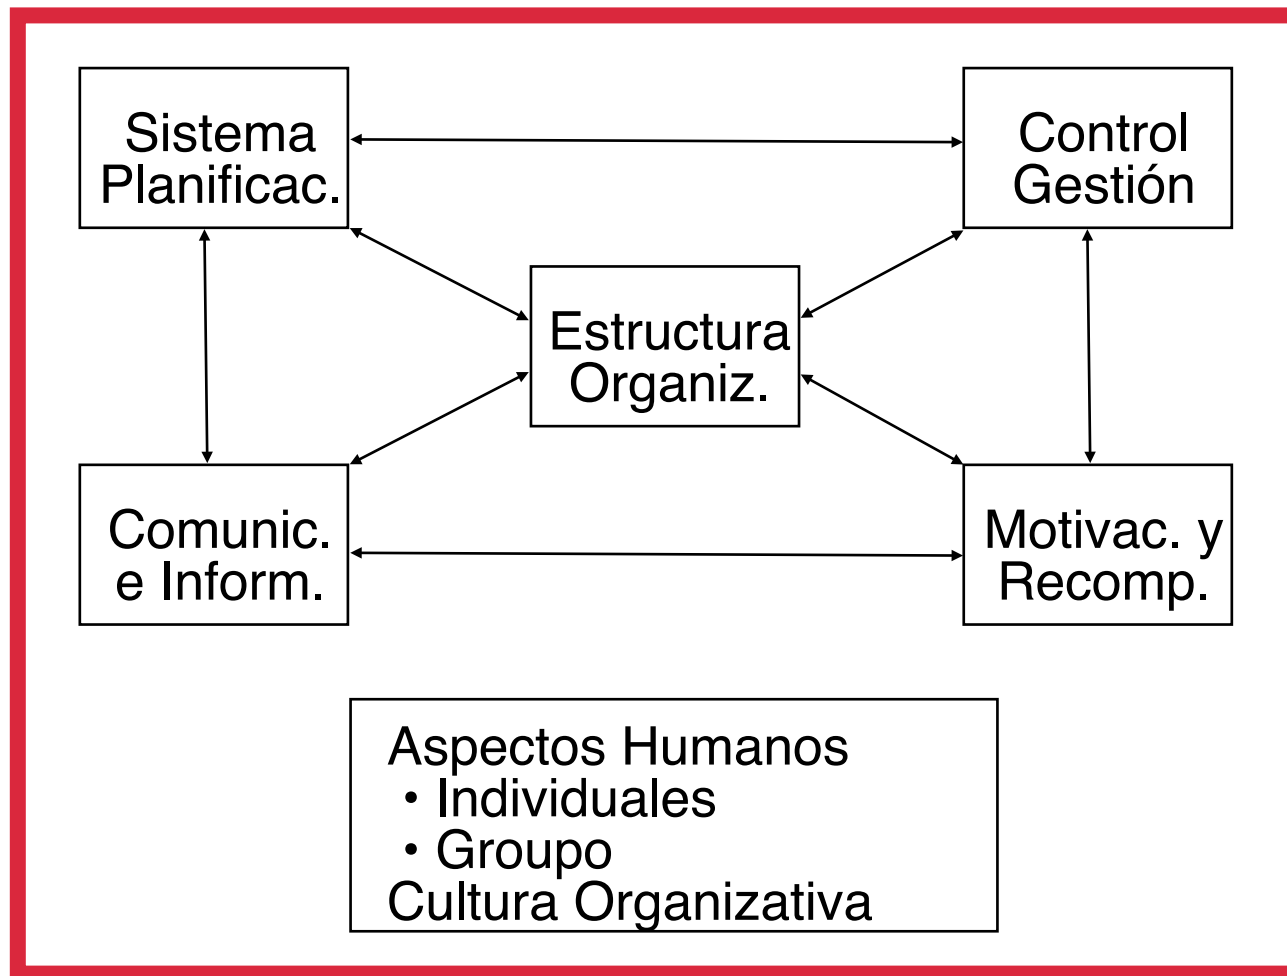 Sistema
Planificac.
Control
Gestión
Estructura
Organiz.
Comunic.
e Inform.
Motivac. y
Recomp.
Aspectos Humanos
• Individuales
• Groupo
Cultura Organizativa